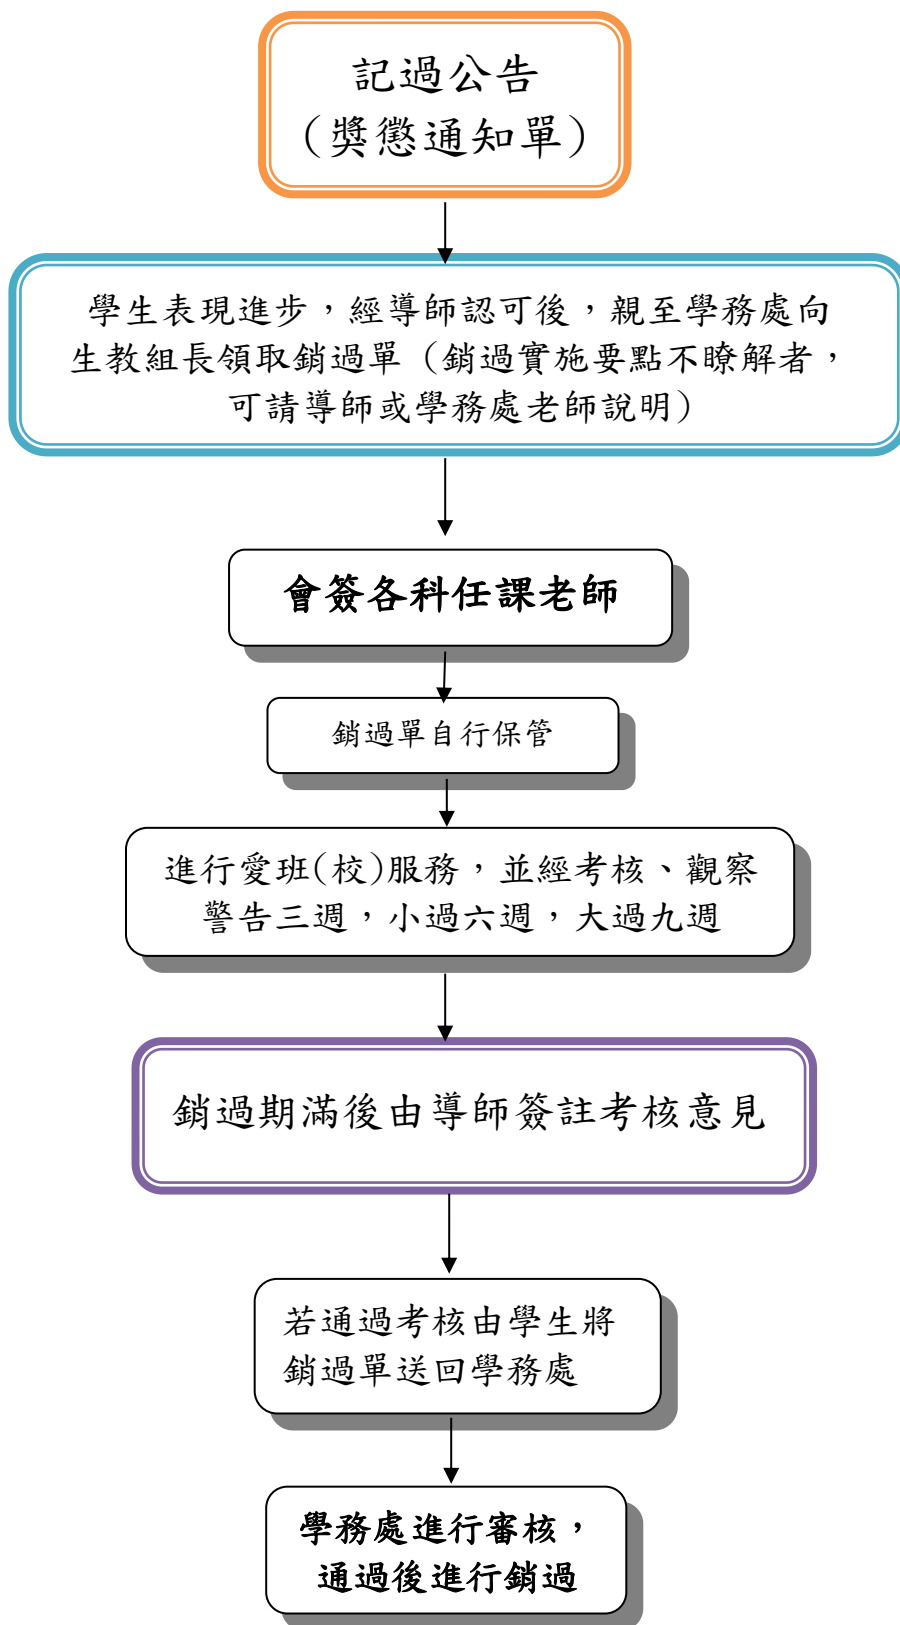 記過公告
（獎懲通知單）
學生表現進步，經導師認可後，親至學務處向
生教組長領取銷過單（銷過實施要點不瞭解者，
可請導師或學務處老師說明）
會簽各科任課老師
銷過單自行保管
進行愛班(校)服務，並經考核、觀察
警告三週，小過六週，大過九週
銷過期滿後由導師簽註考核意見
若通過考核由學生將
銷過單送回學務處
學務處進行審核，
通過後進行銷過